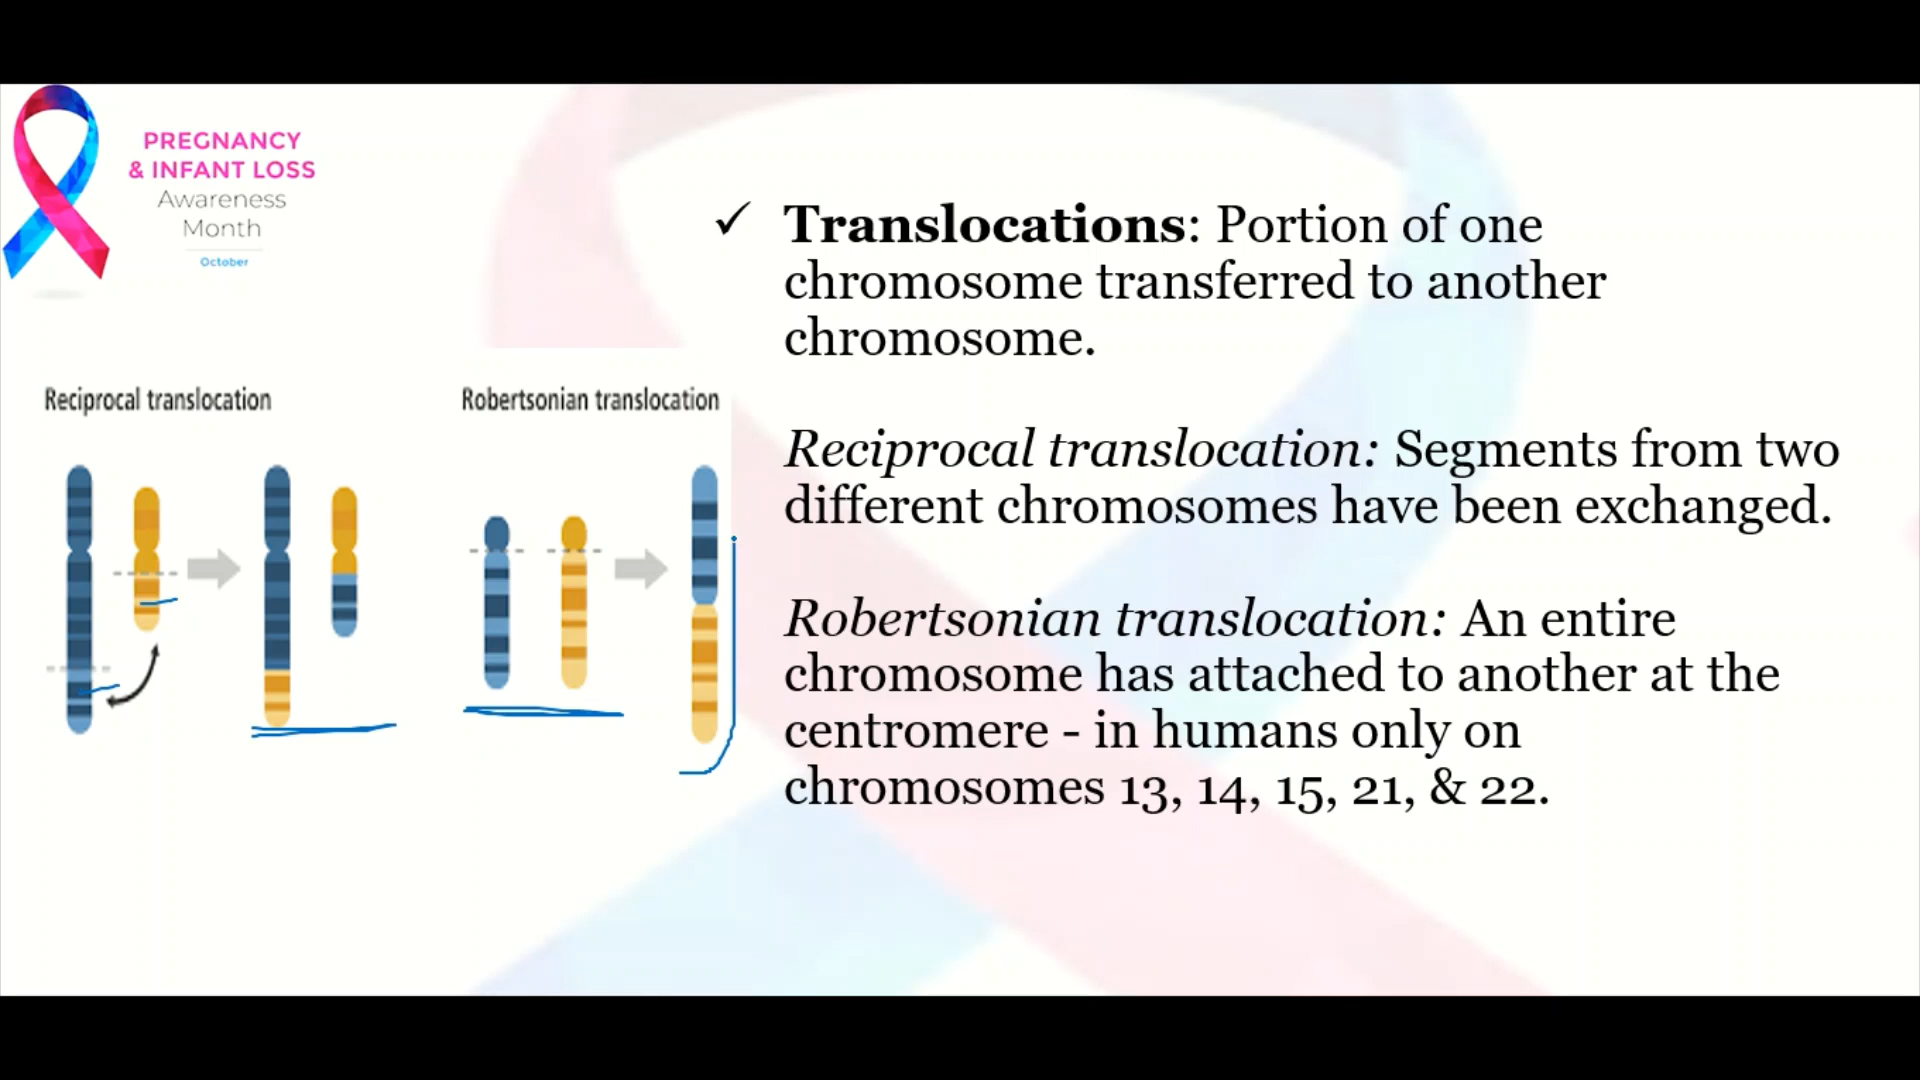 PREGNANCY
& INFANT LOSS
Awareness
Month
October
✓ Translocations: Portion of one
chromosome transferred to another
chromosome.
Reciprocal translocation
Robertsonian translocation
Reciprocal translocation: Segments from two
different chromosomes have been exchanged.
Robertsonian translocation: An entire
chromosome has attached to another at the
centromere - in humans only on
chromosomes 13, 14, 15, 21, & 22.